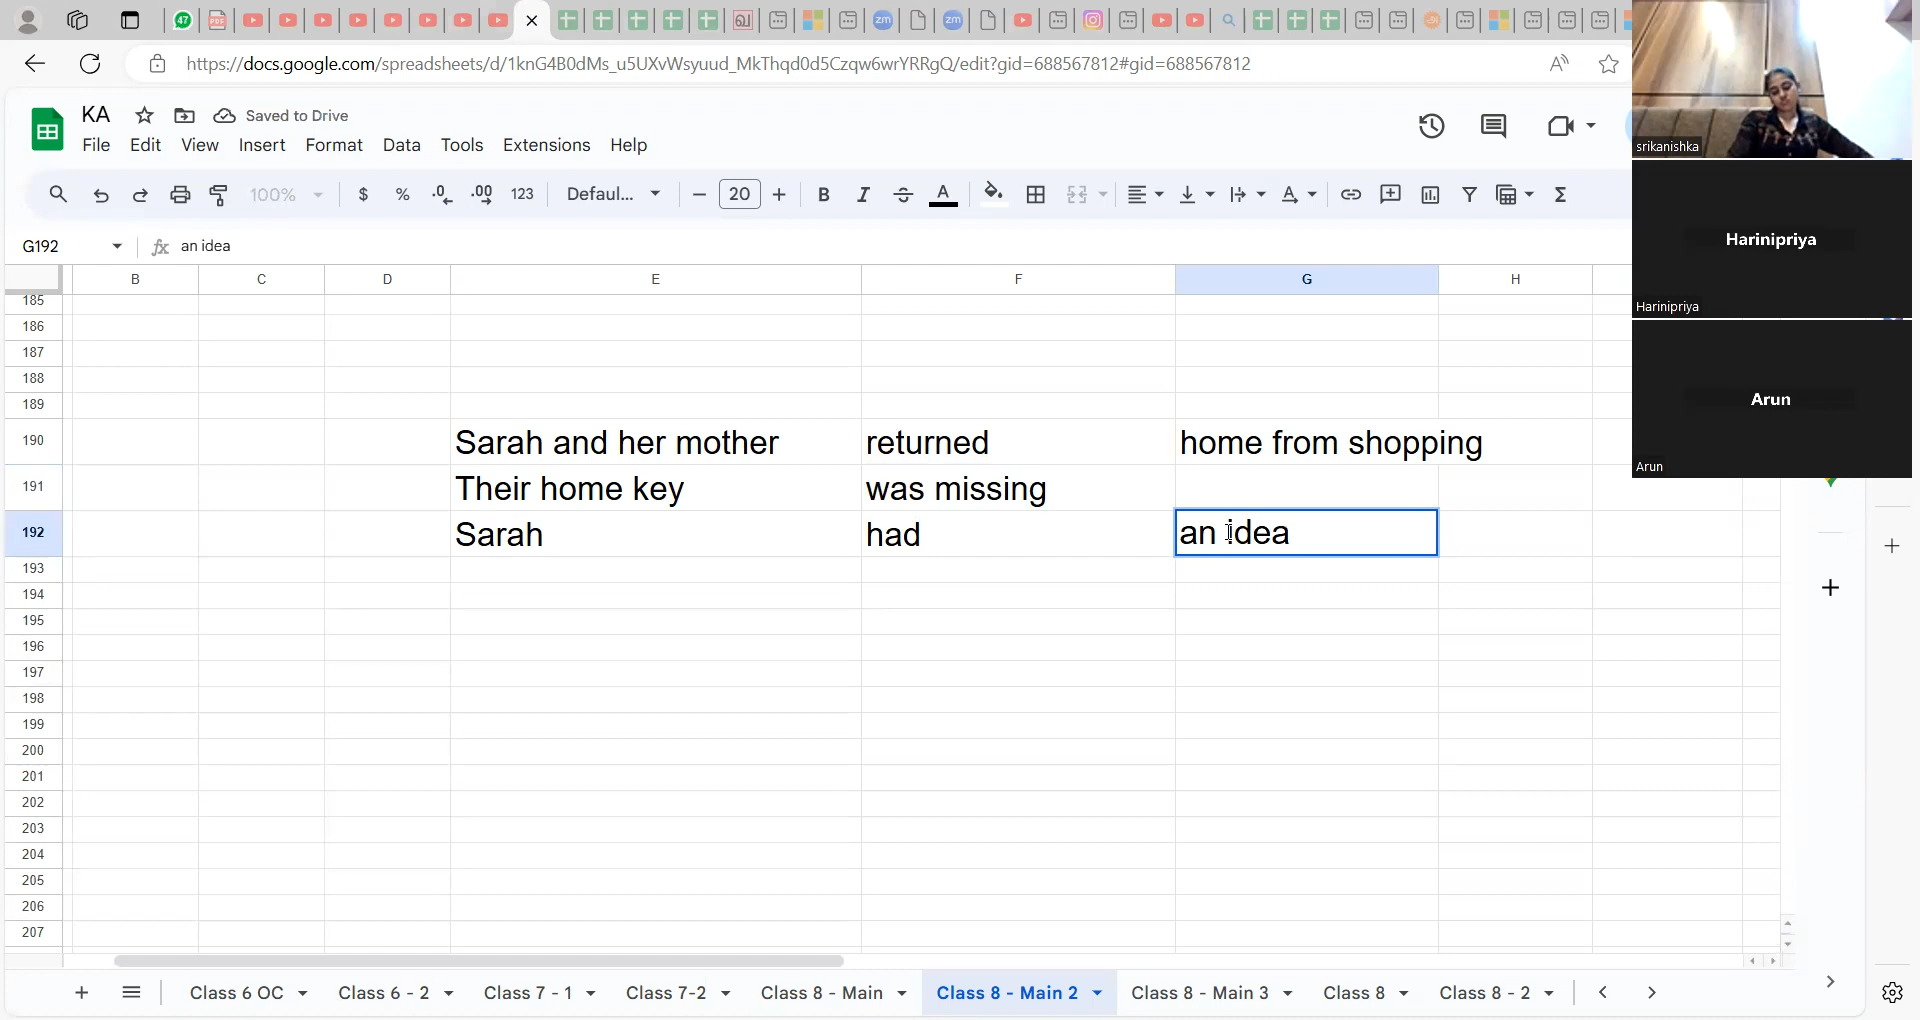 47
https://docs.google.com/spreadsheets/d/1knG4B0dMs_u5UXvWsyuud_MkThqd0d5Czqw6wrYRRgQ/edit?gid=688567812#gid=688567812
KA
Saved to Drive
File Edit View Insert Format Data Tools Extensions Help
100% $ % .0 .00 123 Defaul... 20 B I A
G192 fx an idea
B C D E F G H
185
186
187
188
189
190 Sarah and her mother returned home from shopping
191 Their home key was missing
192 Sarah had an idea
193
194
195
196
197
198
199
200
201
202
203
204
205
206
207
Class 6 OC Class 6 - 2 Class 7 - 1 Class 7-2 Class 8 - Main Class 8 - Main 2 Class 8 - Main 3 Class 8 Class 8 - 2
srikanishka
Harinipriya
Harinipriya
Arun
Arun